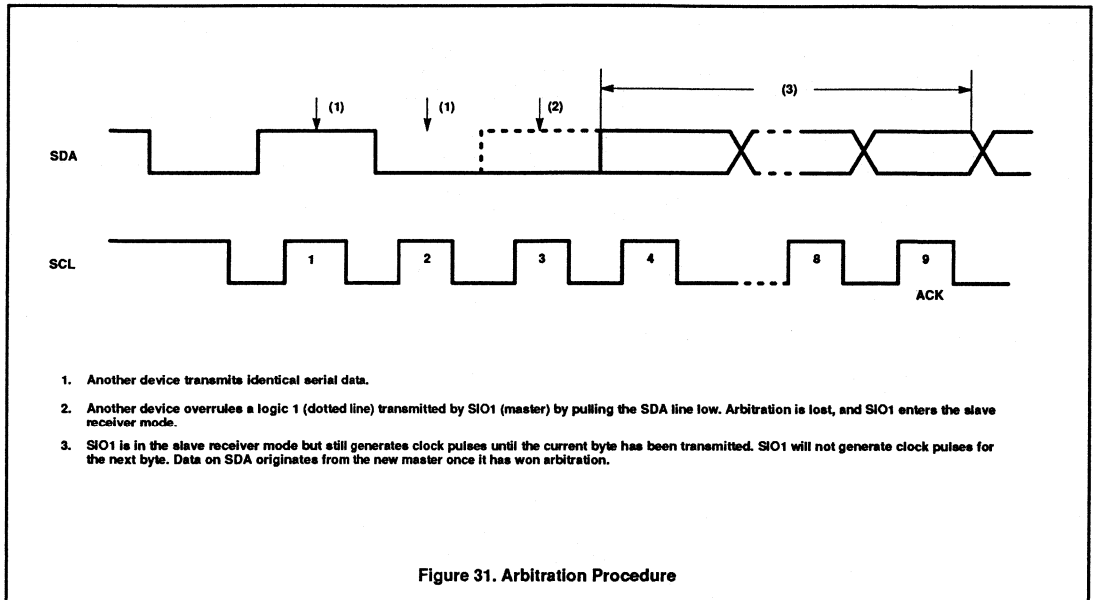 (1)
(1)
(2)
(3)
SDA
SCL
1
2
3
4
8
9
ACK
1. Another device transmits identical serial data.
2. Another device overrules a logic 1 (dotted line) transmitted by SIO1 (master) by pulling the SDA line low. Arbitration is lost, and SIO1 enters the slave
receiver mode.
3. SIO1 is in the slave receiver mode but still generates clock pulses until the current byte has been transmitted. SIO1 will not generate clock pulses for
the next byte. Data on SDA originates from the new master once it has won arbitration.
Figure 31. Arbitration Procedure